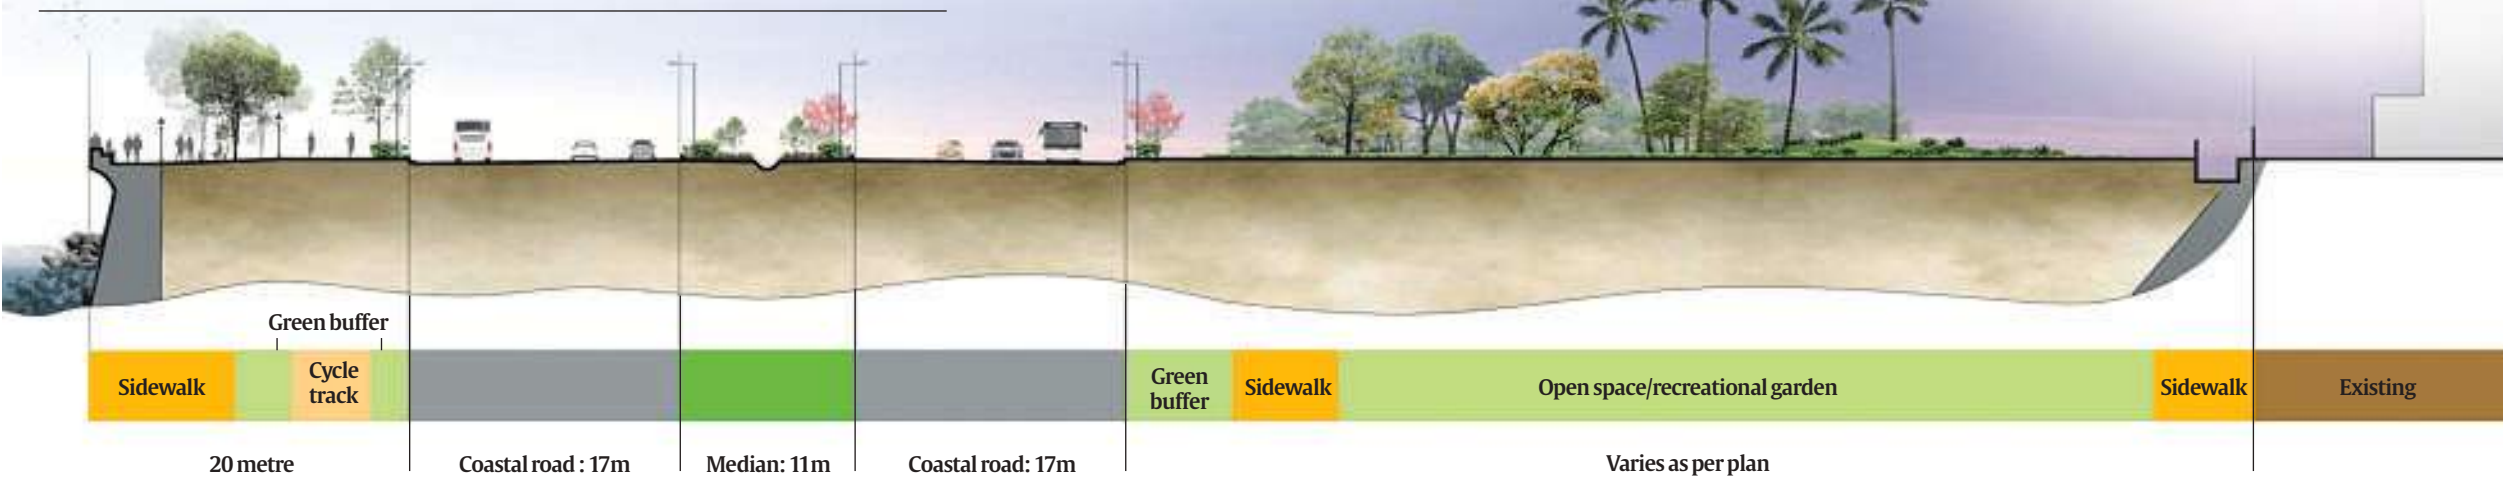 Green buffer
Sidewalk
Cycle
track
Green
buffer
Sidewalk
Open space/recreational garden
Sidewalk
Existing
20 metre
Coastal road : 17m
Median: 11m
Coastal road: 17m
Varies as per plan